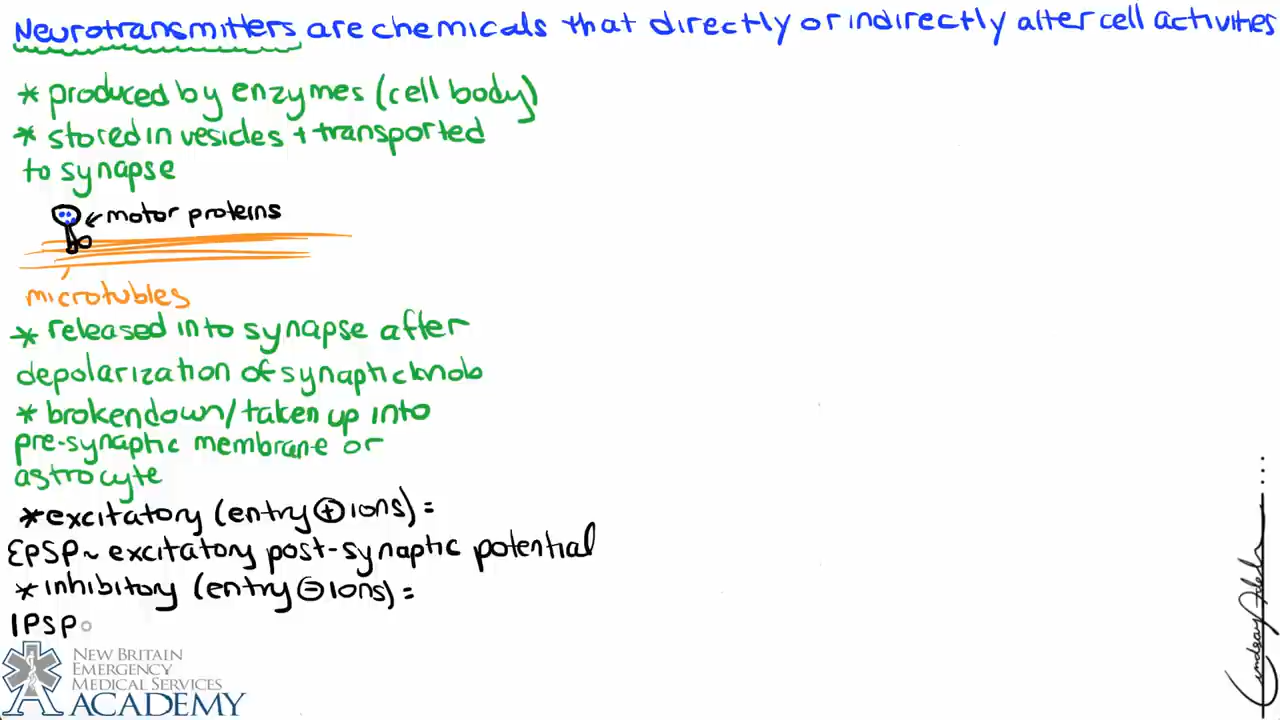 Neurotransmitters are chemicals that directly or indirectly alter cell activities
* produced by enzymes (cell body)
* stored in vesicles + transported
to synapse
motor proteins
microtubles
* released into synapse after
depolarization of synaptic knob
* broken down/taken up into
pre-synaptic membrane or
astrocyte
*excitatory (entry ⊕ ions) =
EPSP~ excitatory post-synaptic potential
*inhibitory (entry ⊖ ions) =
IPSP
NEW BRITAIN
EMERGENCY
MEDICAL SERVICES
ACADEMY